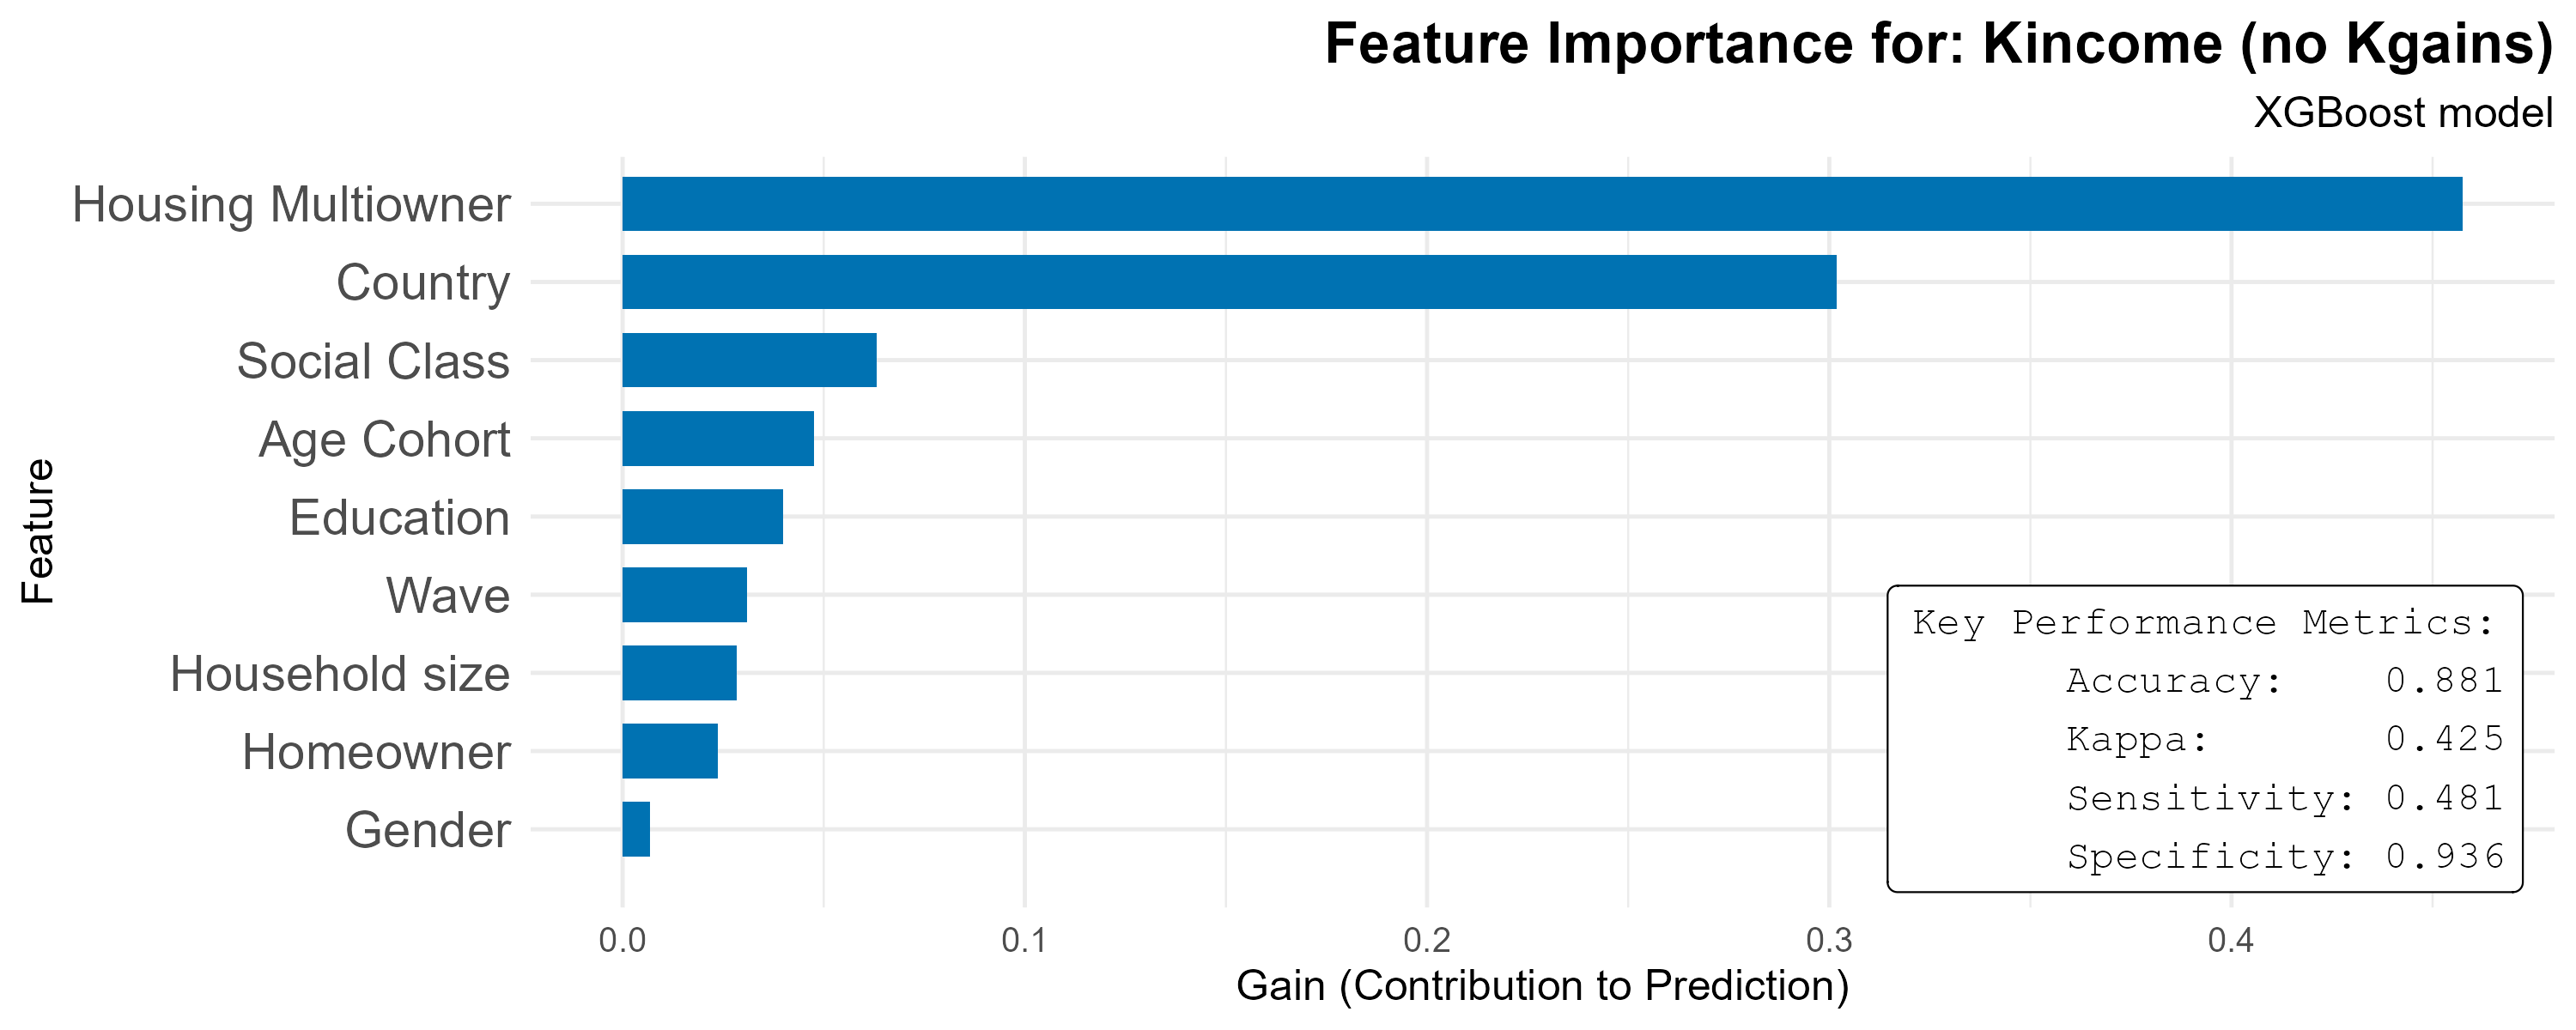 Feature Importance for: Kincome (no Kgains)
XGBoost model
Feature
Housing Multiowner
Country
Social Class
Age Cohort
Education
Wave
Household size
Homeowner
Gender
Key Performance Metrics:
Accuracy: 0.881
Kappa: 0.425
Sensitivity: 0.481
Specificity: 0.936
0.0 0.1 0.2 0.3 0.4
Gain (Contribution to Prediction)